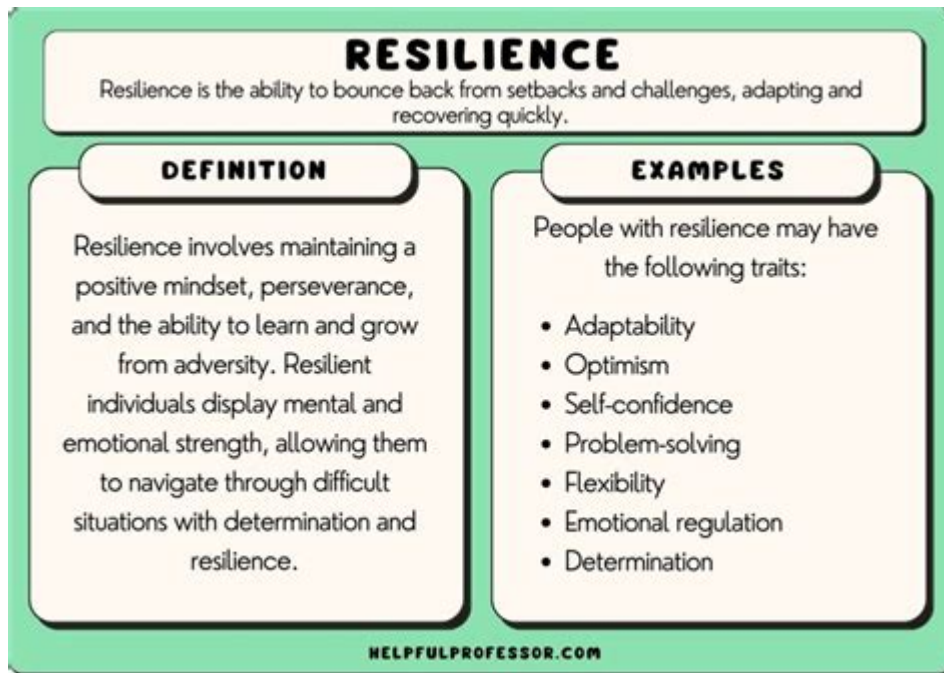 RESILIENCE
Resilience is the ability to bounce back from setbacks and challenges, adapting and
recovering quickly.
DEFINITION
Resilience involves maintaining a
positive mindset, perseverance,
and the ability to learn and grow
from adversity. Resilient
individuals display mental and
emotional strength, allowing them
to navigate through difficult
situations with determination and
resilience.
EXAMPLES
People with resilience may have
the following traits:
• Adaptability
• Optimism
• Self-confidence
• Problem-solving
• Flexibility
• Emotional regulation
• Determination
HELPFULPROFESSOR.COM